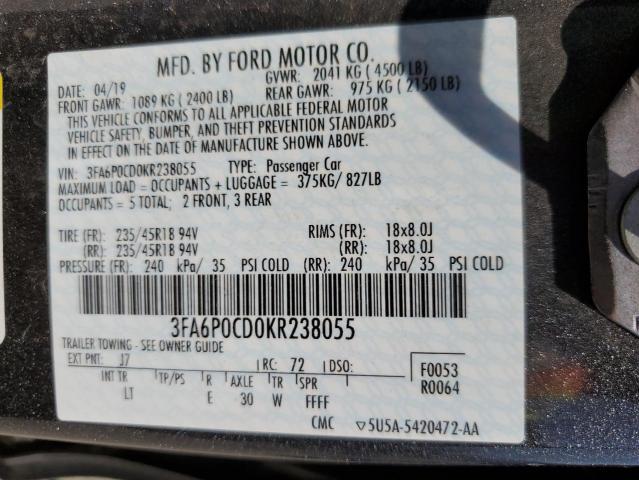 MFD. BY FORD MOTOR CO.
DATE: 04/19 GVWR: 2041 KG ( 4500 LB)
FRONT GAWR: 1089 KG ( 2400 LB) REAR GAWR: 975 KG ( 2150 LB)
THIS VEHICLE CONFORMS TO ALL APPLICABLE FEDERAL MOTOR
VEHICLE SAFETY, BUMPER, AND THEFT PREVENTION STANDARDS
IN EFFECT ON THE DATE OF MANUFACTURE SHOWN ABOVE.
VIN: 3FA6P0CD0KR238055 TYPE: Passenger Car
MAXIMUM LOAD = OCCUPANTS + LUGGAGE = 375KG/ 827LB
OCCUPANTS = 5 TOTAL; 2 FRONT, 3 REAR
TIRE (FR): 235/45R18 94V RIMS (FR): 18x8.0J
(RR): 235/45R18 94V (RR): 18x8.0J
PRESSURE (FR): 240 kPa/ 35 PSI COLD (RR): 240 kPa/ 35 PSI COLD
3FA6P0CD0KR238055
TRAILER TOWING - SEE OWNER GUIDE
EXT PNT: J7 RC: 72 DSO: F0053
INT TR TP/PS R AXLE TR SPR R0064
LT E 30 W FFFF
CMC ▽5U5A-5420472-AA